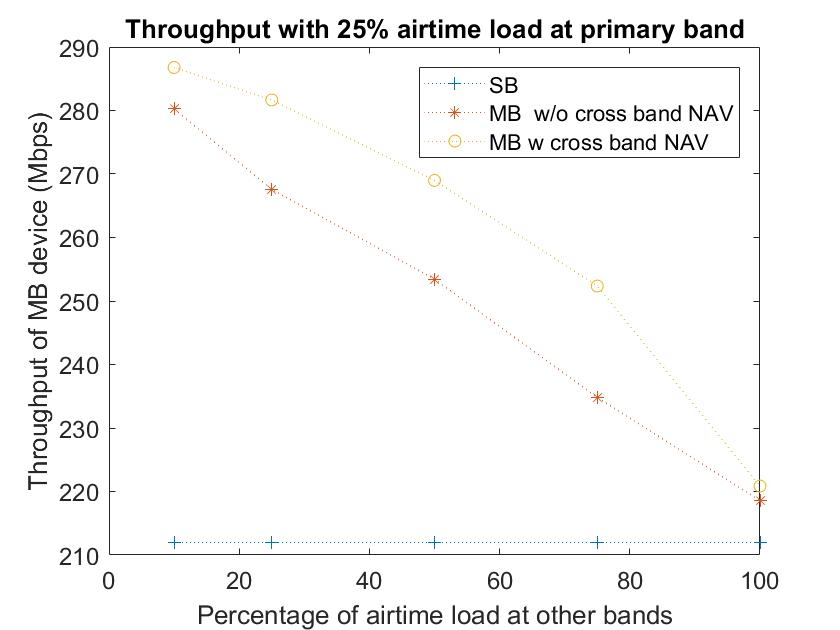 Throughput with 25% airtime load at primary band
290
280
270
260
250
240
230
220
210
Throughput of MB device (Mbps)
SB
MB w/o cross band NAV
MB w cross band NAV
0 20 40 60 80 100
Percentage of airtime load at other bands